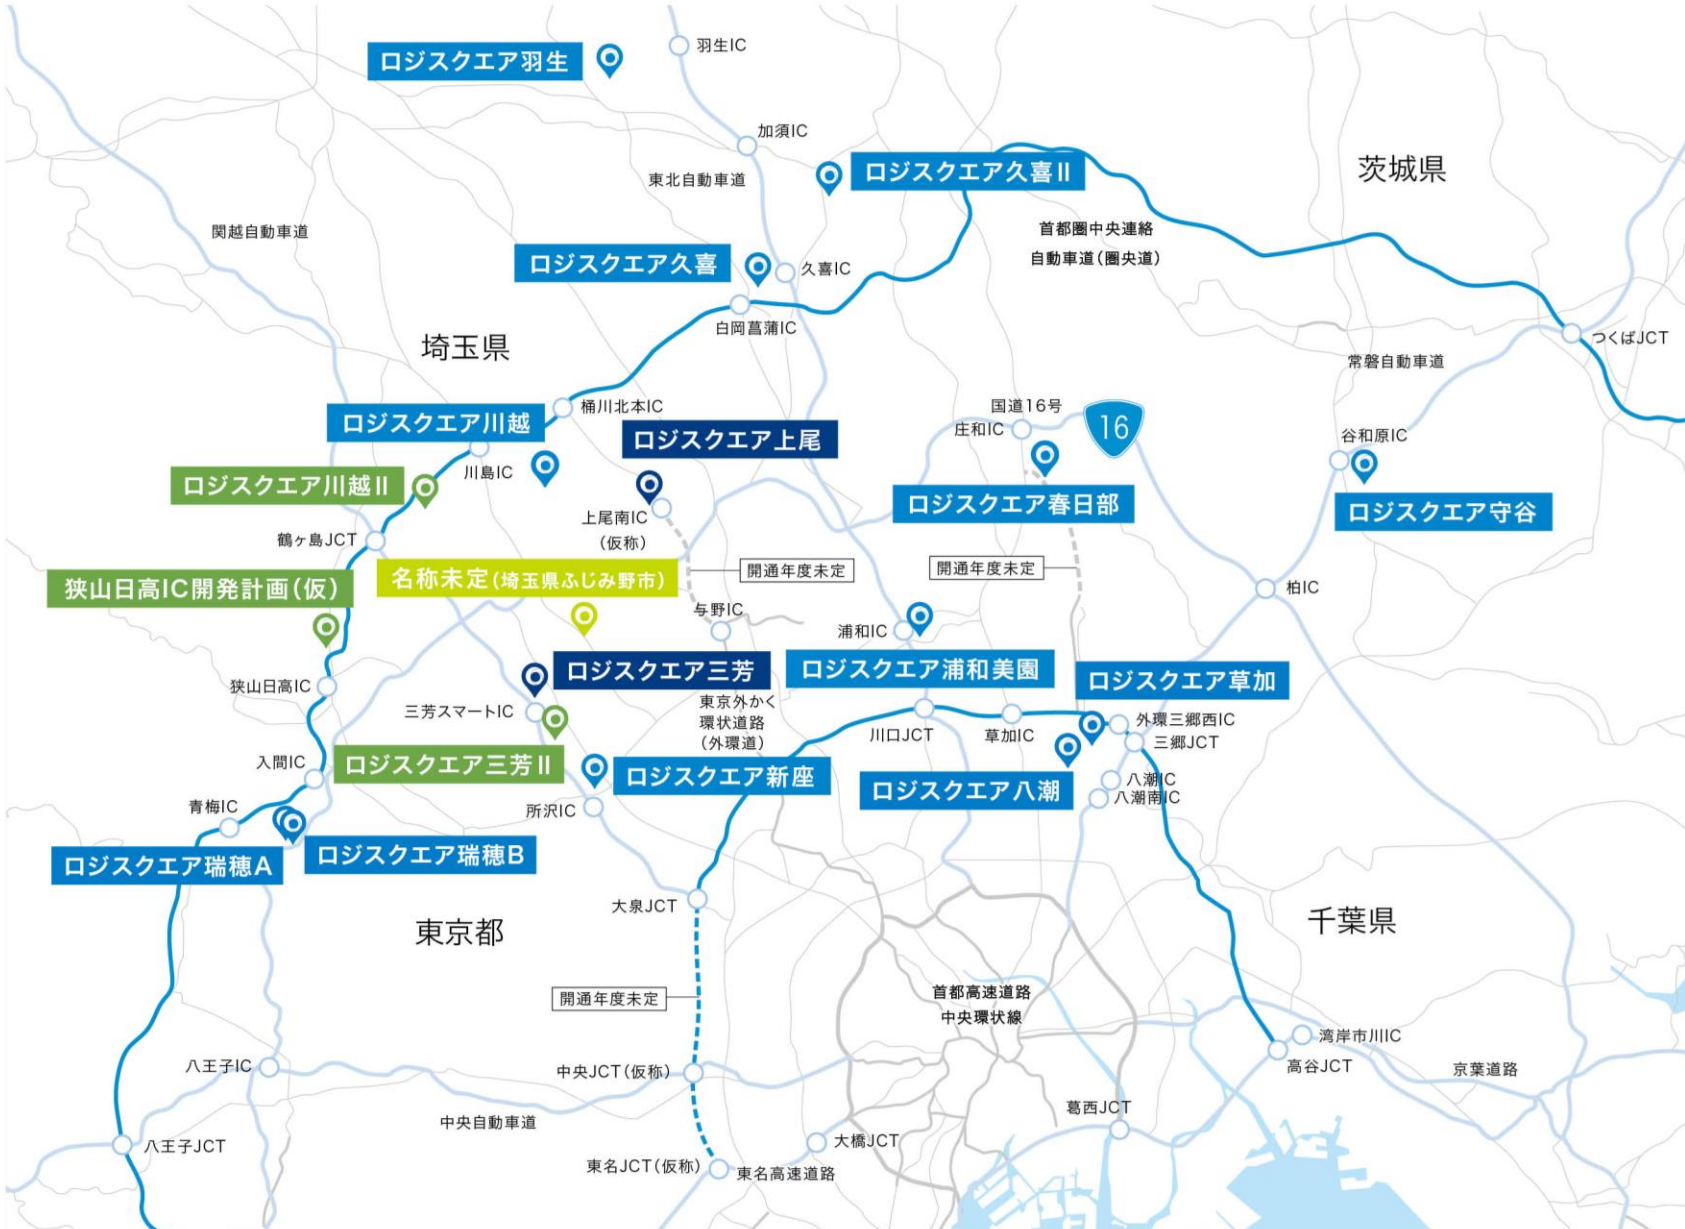 羽生IC
ロジスクエア羽生
加須IC
東北自動車道
ロジスクエア久喜Ⅱ
茨城県
関越自動車道
首都圏中央連絡
自動車道(圏央道)
ロジスクエア久喜
久喜IC
白岡菖蒲IC
埼玉県
つくばJCT
常磐自動車道
桶川北本IC
国道16号
庄和IC
16
ロジスクエア川越
ロジスクエア上尾
谷和原IC
川島IC
ロジスクエア川越Ⅱ
ロジスクエア春日部
ロジスクエア守谷
上尾南IC
(仮称)
鶴ヶ島JCT
開通年度未定
開通年度未定
狭山日高IC開発計画(仮)
名称未定(埼玉県ふじみ野市)
柏IC
与野IC
浦和IC
ロジスクエア三芳
ロジスクエア浦和美園
ロジスクエア草加
狭山日高IC
三芳スマートIC
東京外かく
環状道路
(外環道)
川口JCT
草加IC
外環三郷西IC
三郷JCT
入間IC
ロジスクエア三芳Ⅱ
ロジスクエア新座
ロジスクエア八潮
八潮IC
八潮南IC
青梅IC
所沢IC
ロジスクエア瑞穂A
ロジスクエア瑞穂B
大泉JCT
東京都
千葉県
開通年度未定
首都高速道路
中央環状線
湾岸市川IC
高谷JCT
京葉道路
八王子IC
中央JCT(仮称)
中央自動車道
葛西JCT
八王子JCT
大橋JCT
東名JCT(仮称)
東名高速道路